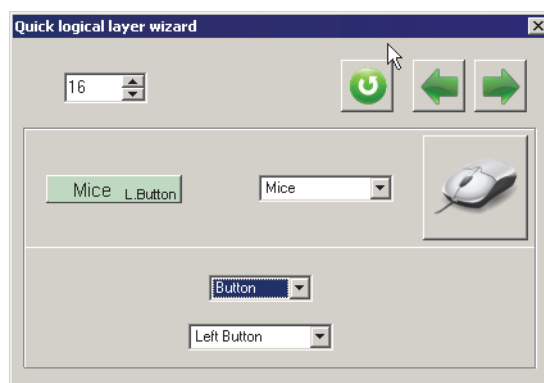 Quick logical layer wizard
16
Mice L.Button
Mice
Button
Left Button